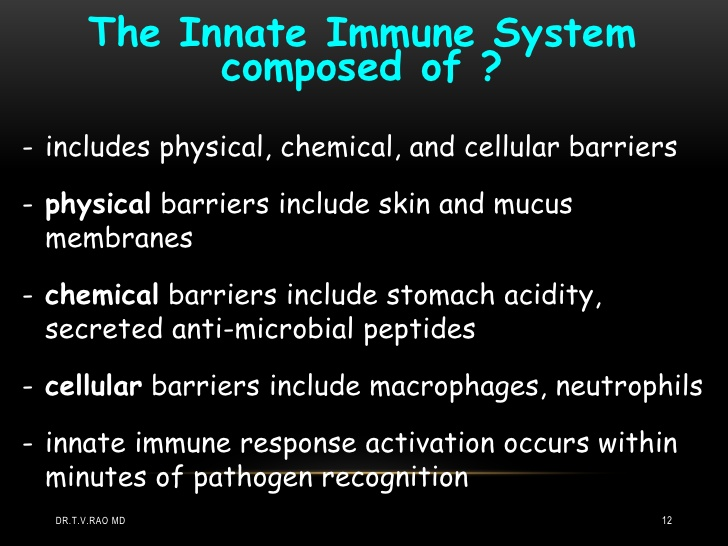 The Innate Immune System
composed of ?
- includes physical, chemical, and cellular barriers
- physical barriers include skin and mucus
membranes
- chemical barriers include stomach acidity,
secreted anti-microbial peptides
- cellular barriers include macrophages, neutrophils
- innate immune response activation occurs within
minutes of pathogen recognition
DR.T.V.RAO MD 12